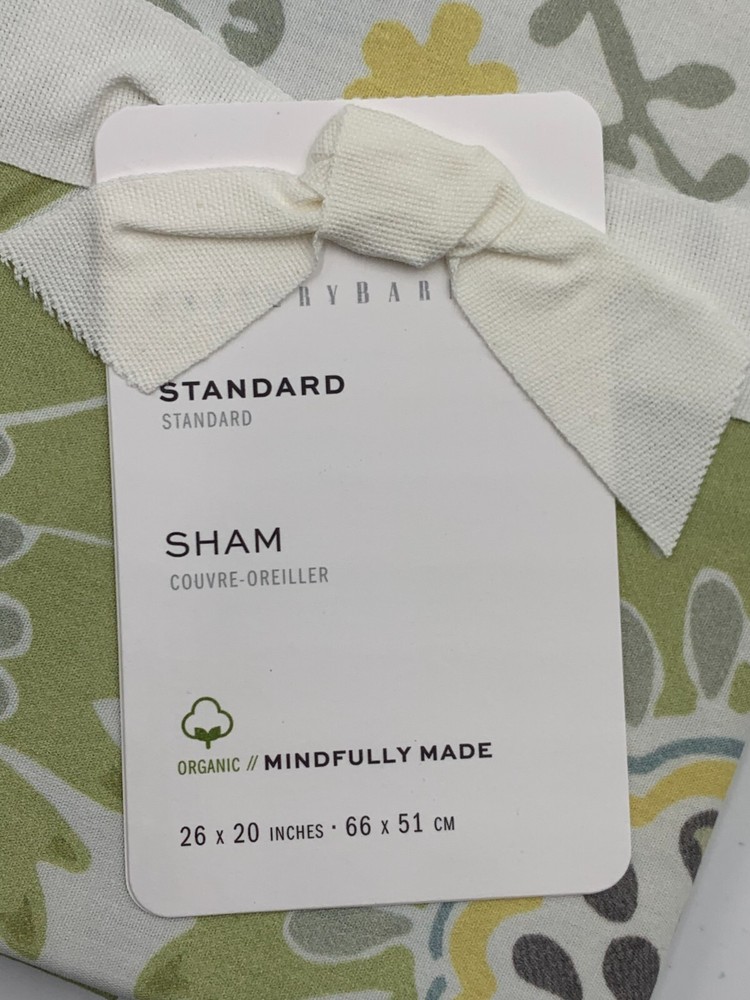 STANDARD
STANDARD
SHAM
COUVRE-OREILLER
ORGANIC // MINDFULLY MADE
26 x 20 INCHES · 66 x 51 CM